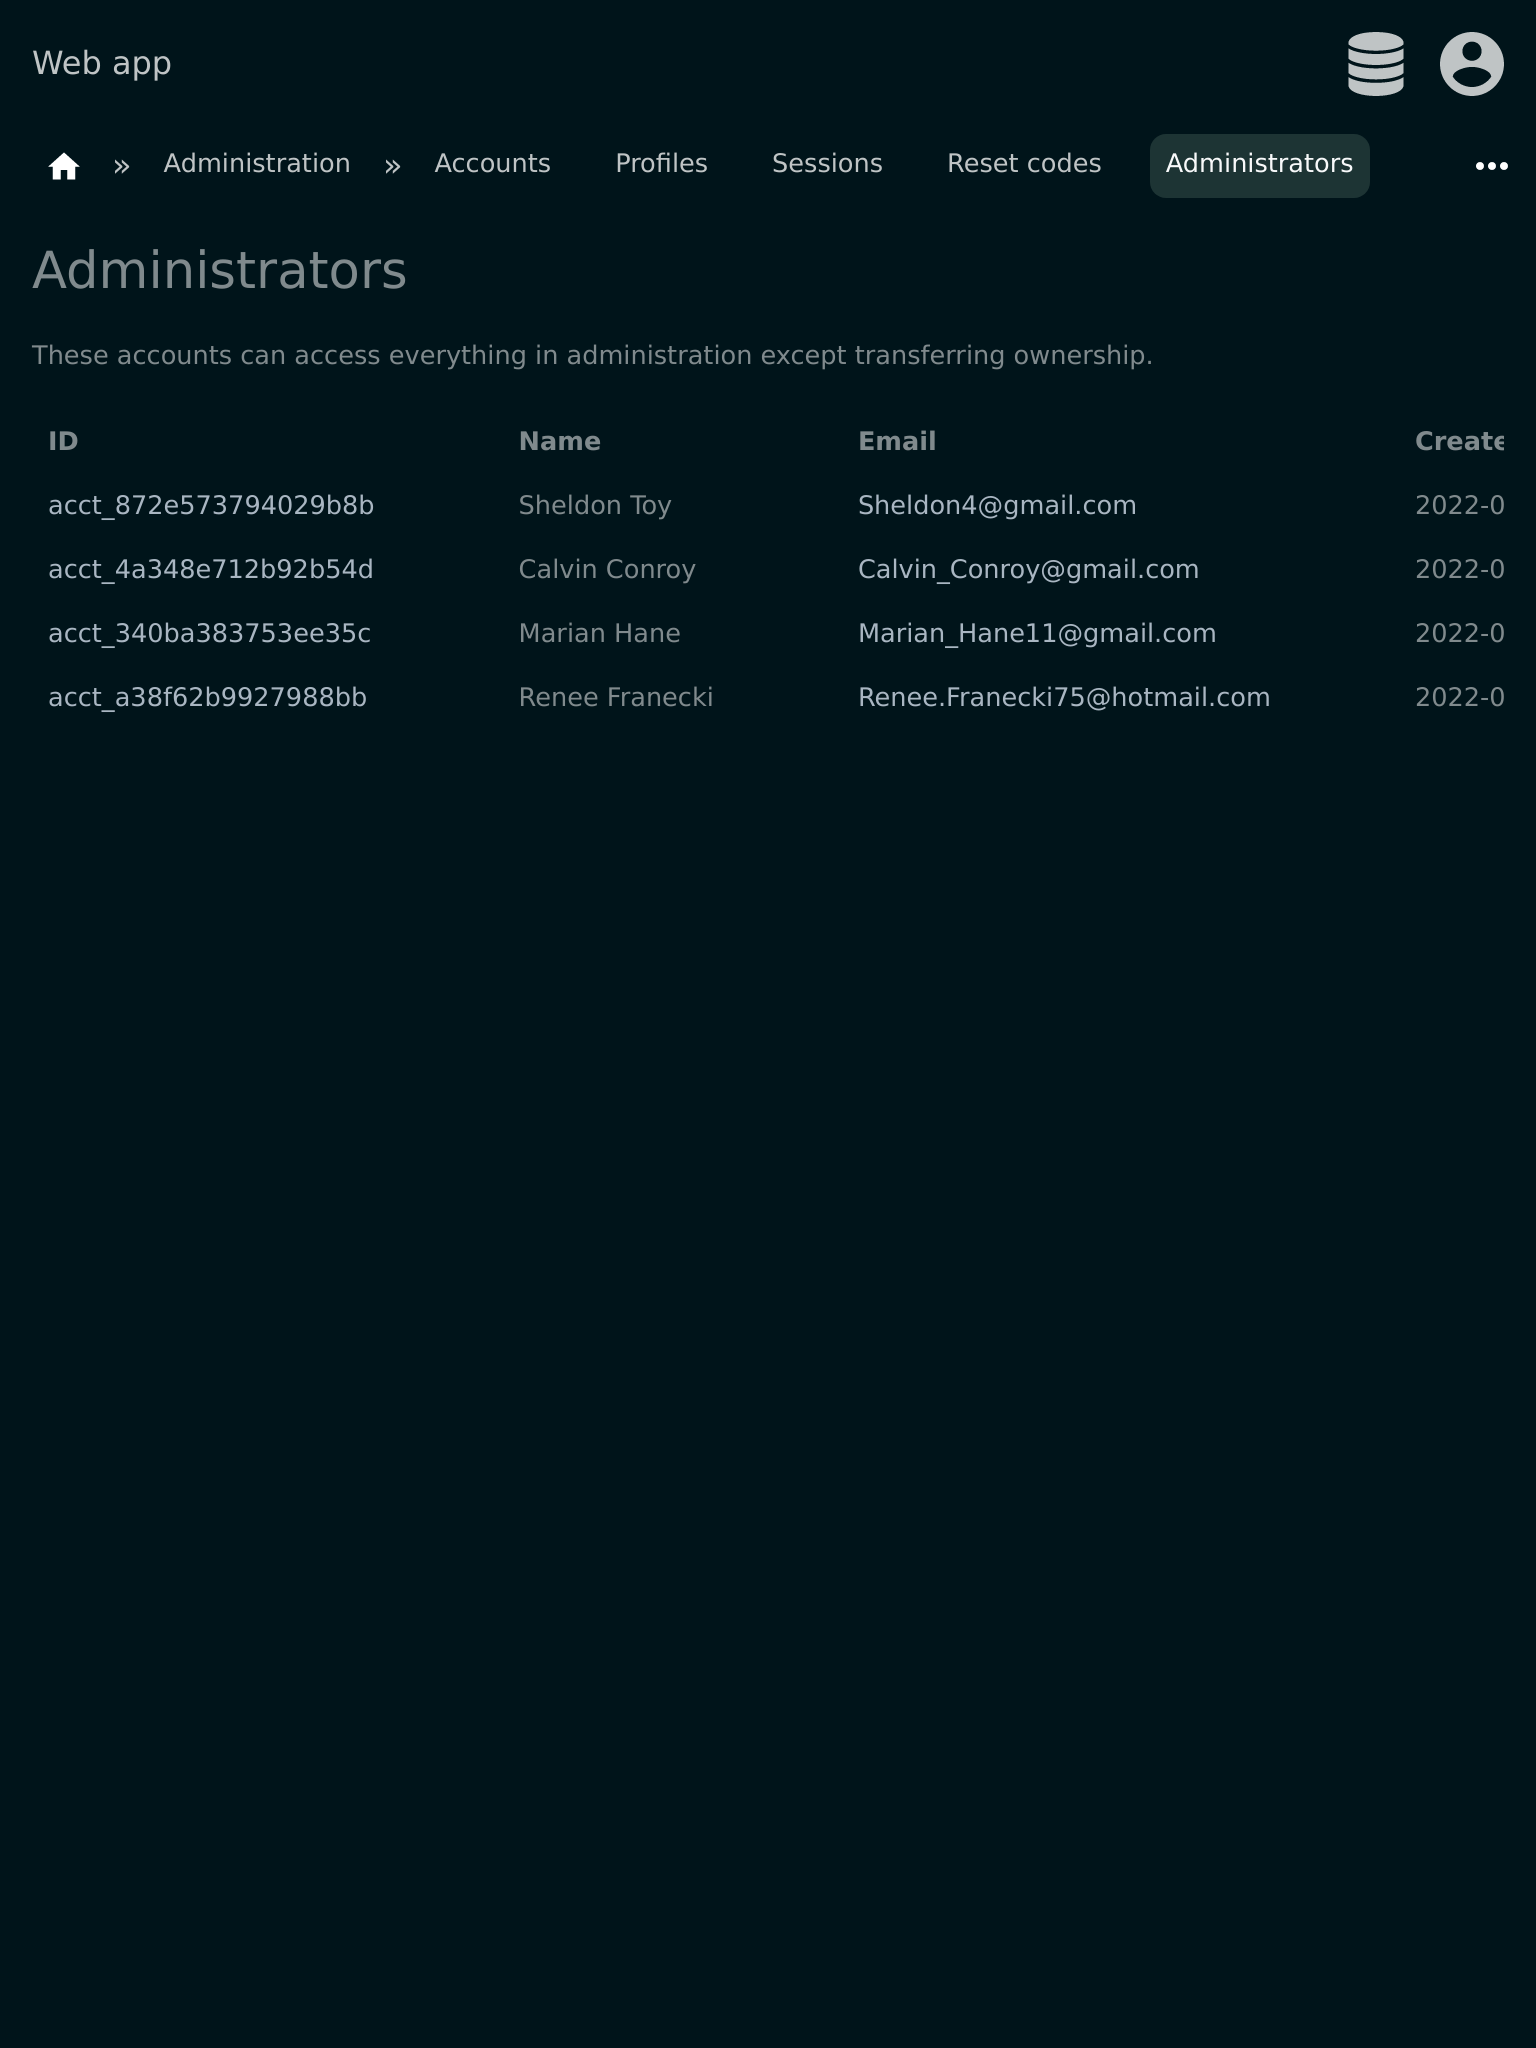 Web app
» Administration » Accounts Profiles Sessions Reset codes Administrators
Administrators
These accounts can access everything in administration except transferring ownership.
ID Name Email Create
acct_872e573794029b8b Sheldon Toy Sheldon4@gmail.com 2022-0
acct_4a348e712b92b54d Calvin Conroy Calvin_Conroy@gmail.com 2022-0
acct_340ba383753ee35c Marian Hane Marian_Hane11@gmail.com 2022-0
acct_a38f62b9927988bb Renee Franecki Renee.Franecki75@hotmail.com 2022-0